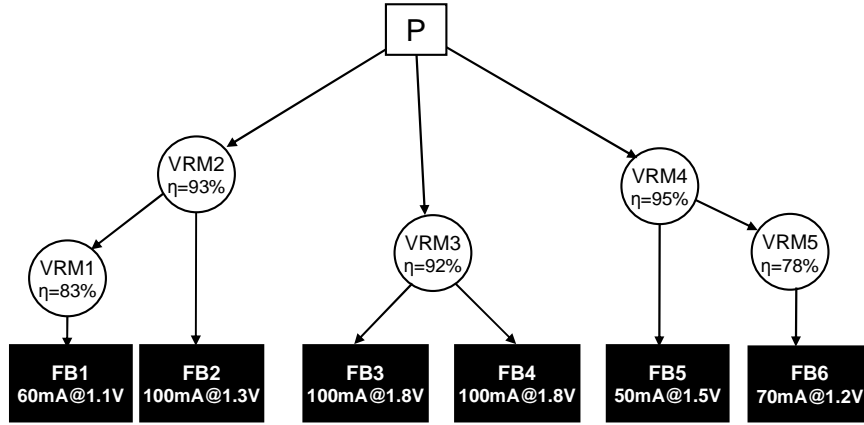 P
VRM2
η=93%
VRM4
η=95%
VRM1
η=83%
VRM3
η=92%
VRM5
η=78%
FB1
60mA@1.1V
FB2
100mA@1.3V
FB3
100mA@1.8V
FB4
100mA@1.8V
FB5
50mA@1.5V
FB6
70mA@1.2V